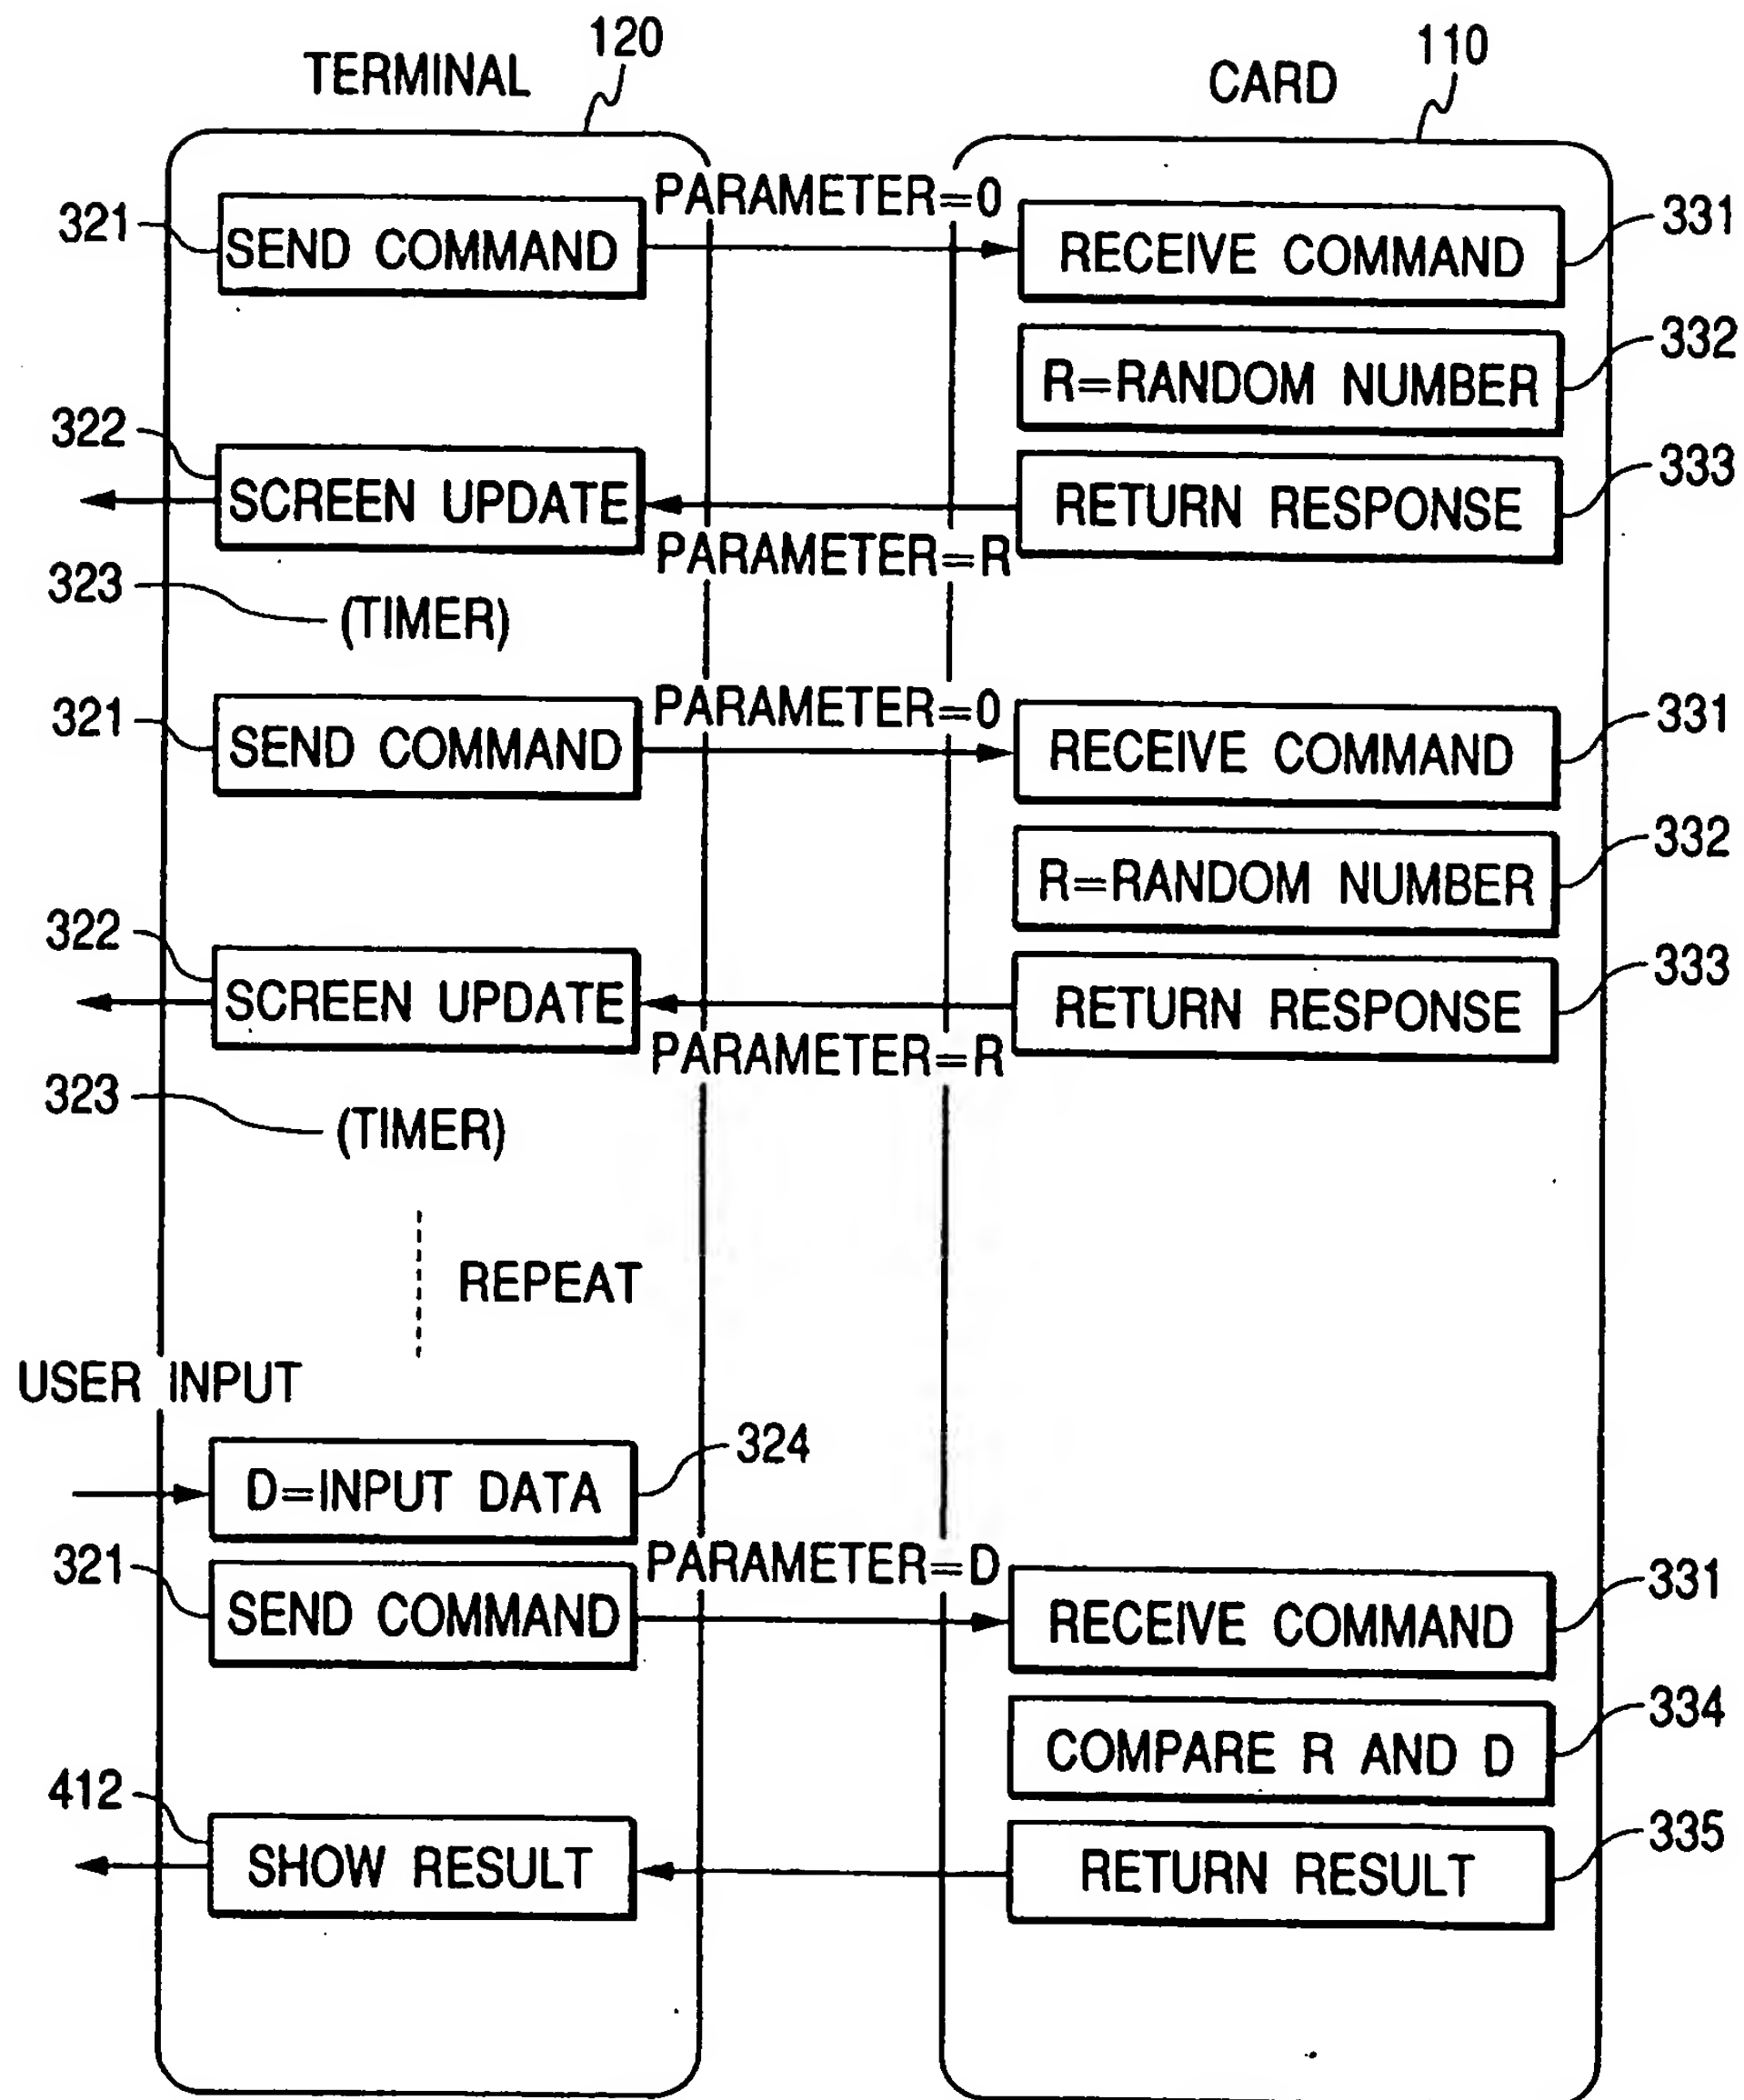 120
110
TERMINAL
CARD
PARAMETER=0
321
SEND COMMAND
RECEIVE COMMAND
331
R=RANDOM NUMBER
332
322
SCREEN UPDATE
RETURN RESPONSE
333
PARAMETER=R
323
(TIMER)
321
PARAMETER=0
SEND COMMAND
RECEIVE COMMAND
331
R=RANDOM NUMBER
332
322
SCREEN UPDATE
RETURN RESPONSE
333
PARAMETER=R
323
(TIMER)
REPEAT
USER INPUT
D=INPUT DATA
324
321
PARAMETER=D
SEND COMMAND
RECEIVE COMMAND
331
COMPARE R AND D
334
412
SHOW RESULT
RETURN RESULT
335